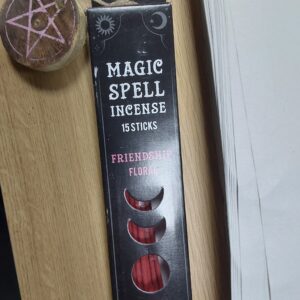 MAGIC
SPELL
INCENSE
15 STICKS
FRIENDSHIP
FLORAL